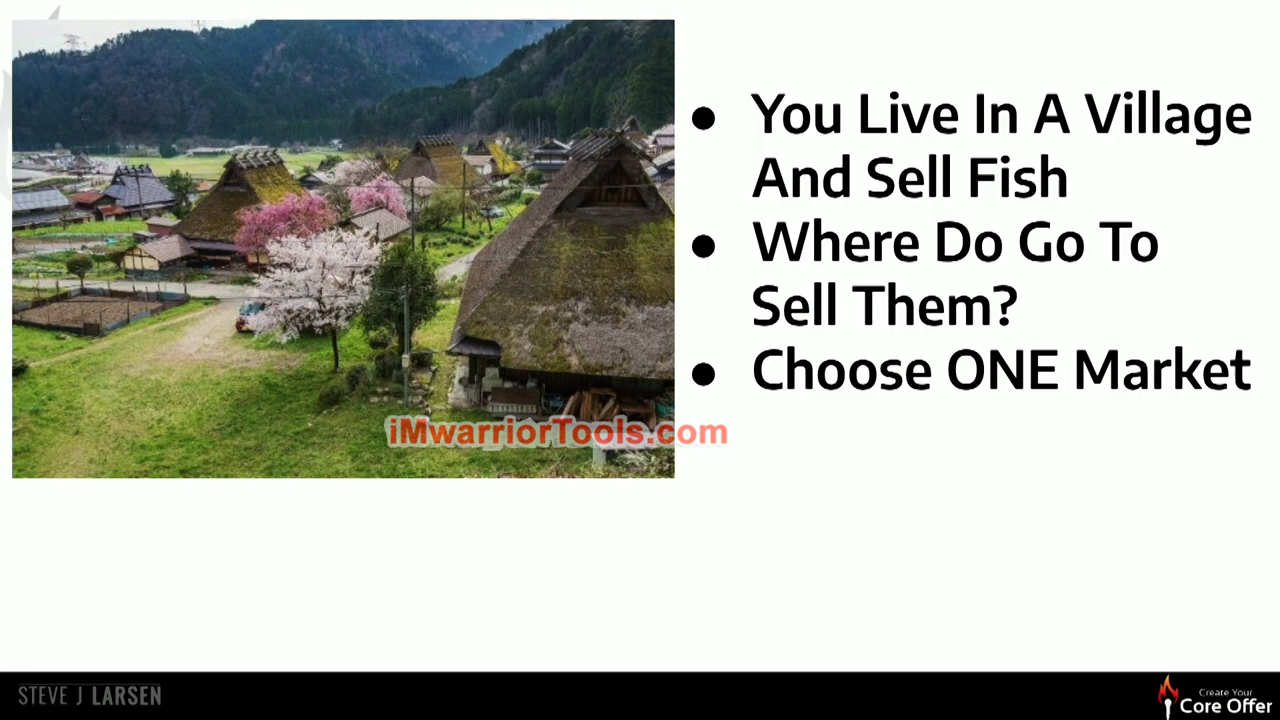 ● You Live In A Village
And Sell Fish
● Where Do Go To
Sell Them?
● Choose ONE Market
iMwarriorTools.com
STEVE J LARSEN
Create Your
Core Offer